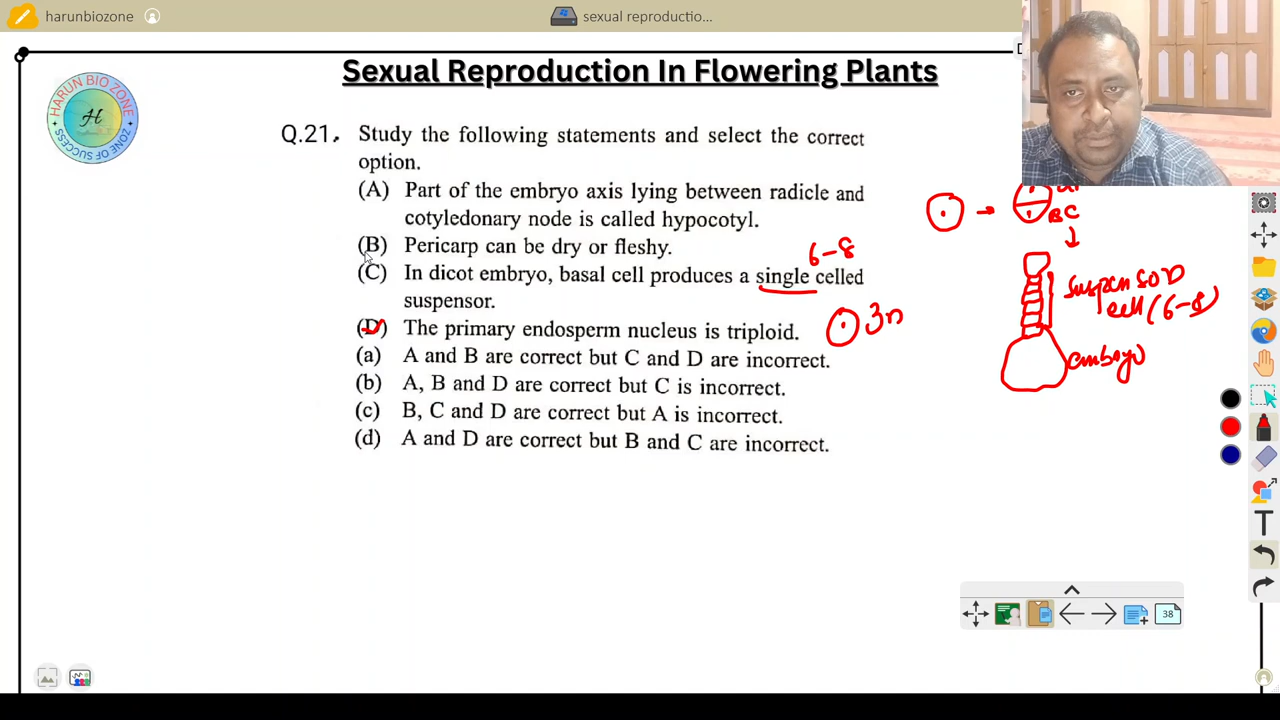 harunbiozone
sexual reproductio...
Sexual Reproduction In Flowering Plants
HARUN BIO ZONE
H
ZONE OF SUCCESS
Q.21. Study the following statements and select the correct
option.
(A) Part of the embryo axis lying between radicle and
cotyledonary node is called hypocotyl.
(B) Pericarp can be dry or fleshy.
6-8
(C) In dicot embryo, basal cell produces a single celled
suspensor.
(D) The primary endosperm nucleus is triploid.
3n
(a) A and B are correct but C and D are incorrect.
(b) A, B and D are correct but C is incorrect.
(c) B, C and D are correct but A is incorrect.
(d) A and D are correct but B and C are incorrect.
BC
suspensor
cell (6-8)
embryo
T
38